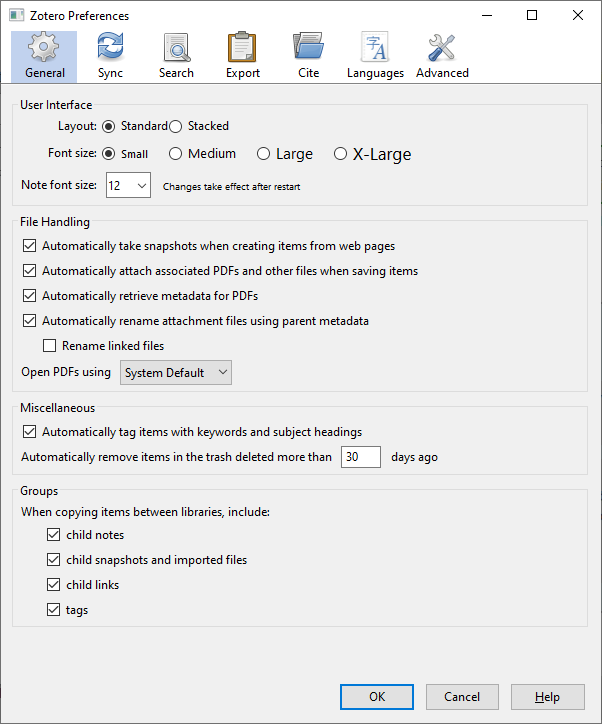 Zotero Preferences
General Sync Search Export Cite Languages Advanced
User Interface
Layout: Standard Stacked
Font size: Small Medium Large X-Large
Note font size: 12 Changes take effect after restart
File Handling
Automatically take snapshots when creating items from web pages
Automatically attach associated PDFs and other files when saving items
Automatically retrieve metadata for PDFs
Automatically rename attachment files using parent metadata
Rename linked files
Open PDFs using System Default
Miscellaneous
Automatically tag items with keywords and subject headings
Automatically remove items in the trash deleted more than 30 days ago
Groups
When copying items between libraries, include:
child notes
child snapshots and imported files
child links
tags
OK Cancel Help